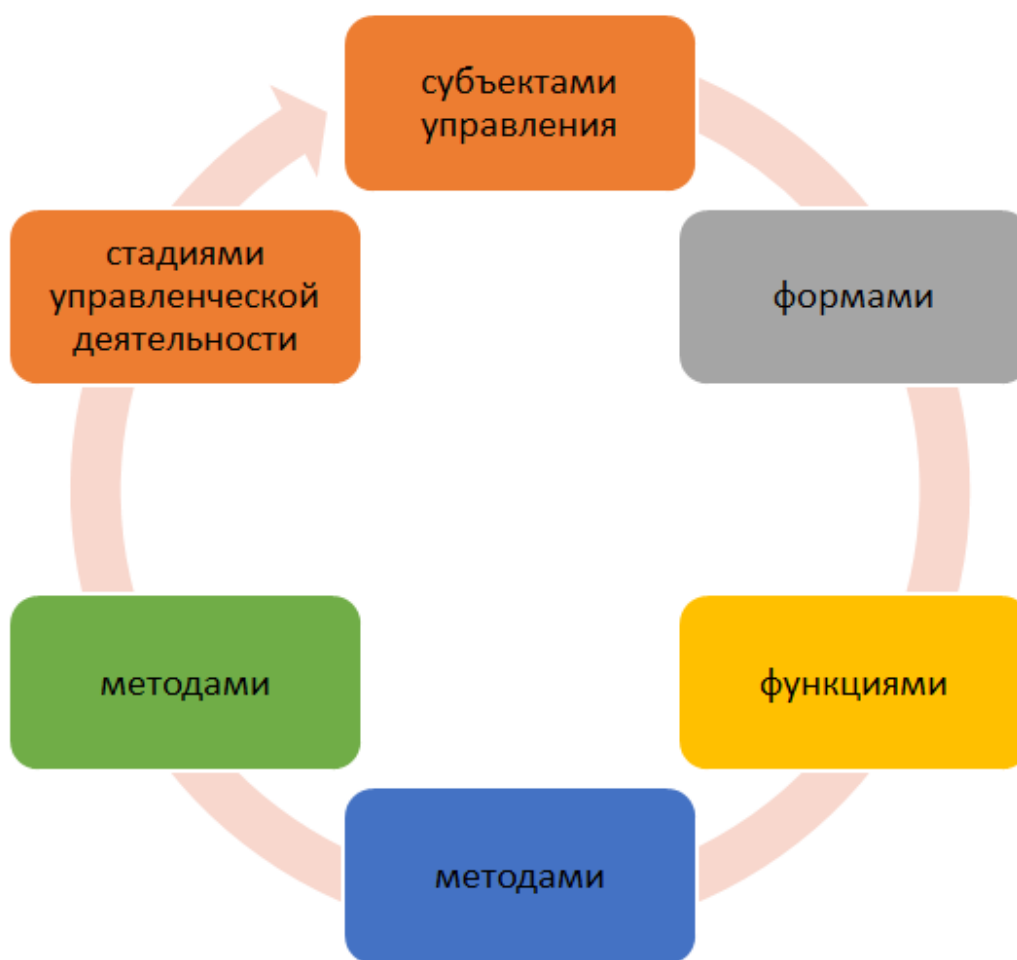 субъектами
управления
формами
функциями
методами
методами
стадиями
управленческой
деятельности